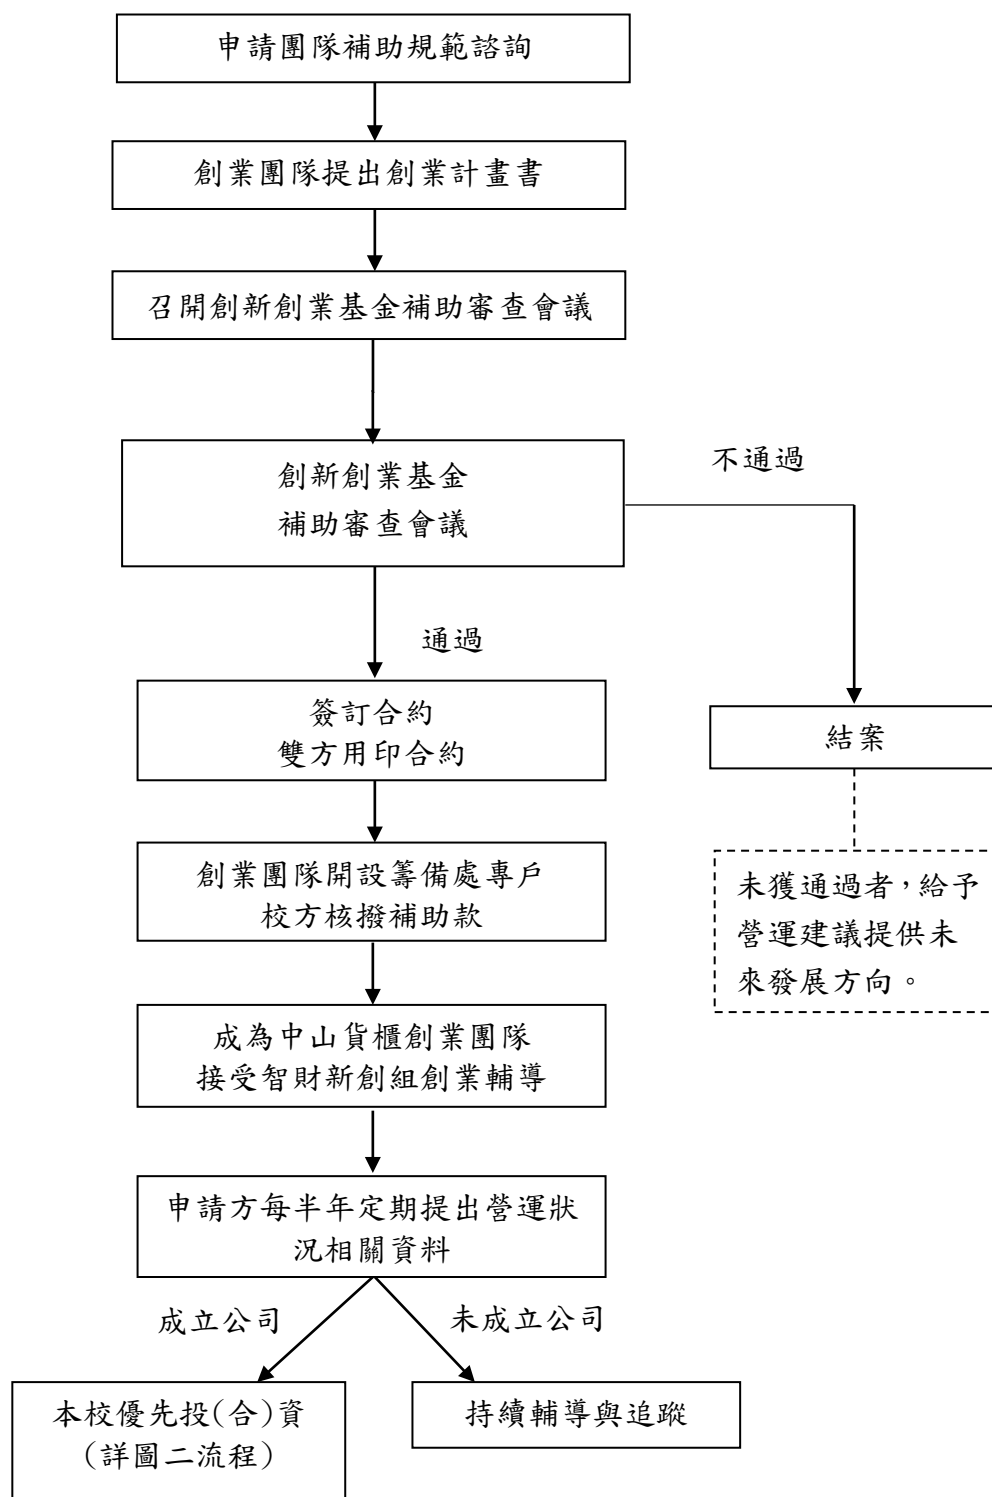 申請團隊補助規範諮詢
創業團隊提出創業計畫書
召開創新創業基金補助審查會議
創新創業基金
補助審查會議
不通過
通過
簽訂合約
雙方用印合約
結案
創業團隊開設籌備處專戶
校方核撥補助款
未獲通過者，給予
營運建議提供未
來發展方向。
成為中山貨櫃創業團隊
接受智財新創組創業輔導
申請方每半年定期提出營運狀
況相關資料
成立公司
未成立公司
本校優先投(合)資
(詳圖二流程)
持續輔導與追蹤